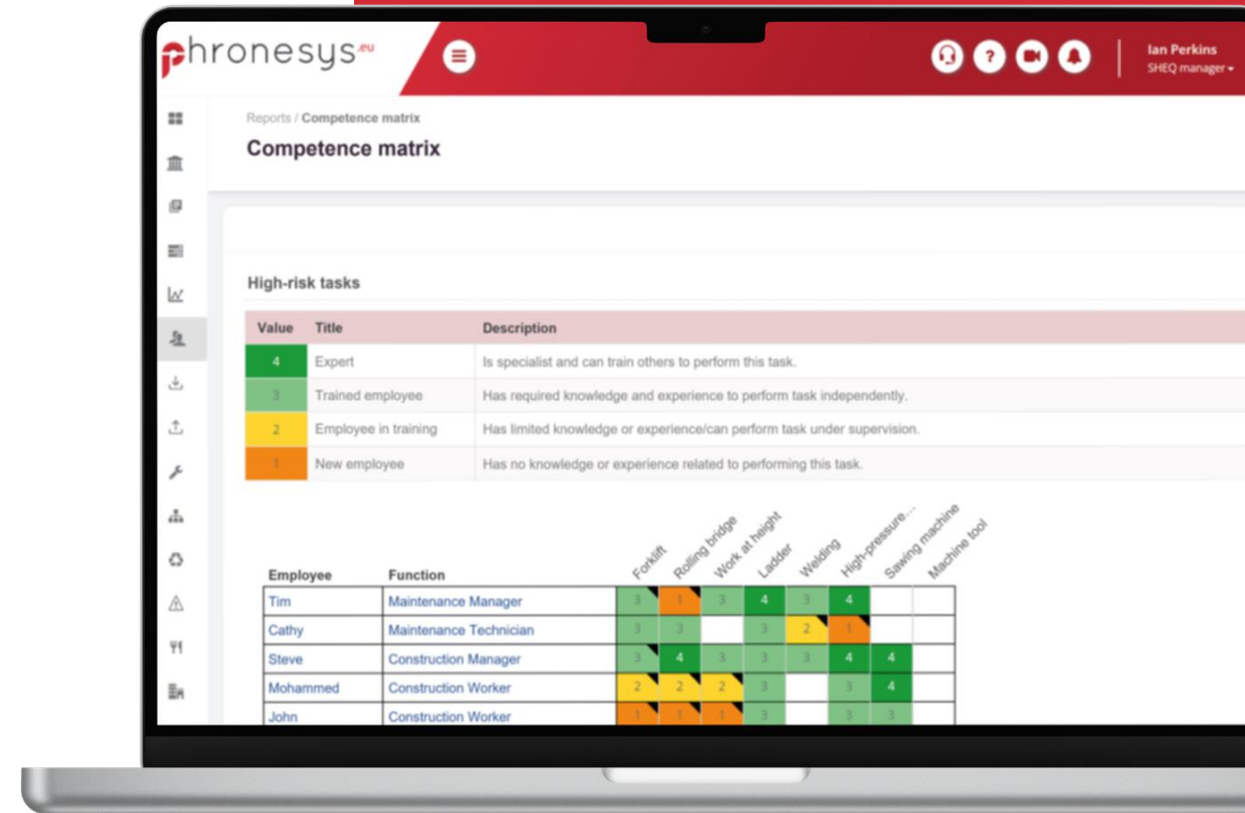 phronesys.eu
?
Ian Perkins
SHEQ manager
Reports / Competence matrix
Competence matrix
High-risk tasks
Value Title Description
4 Expert Is specialist and can train others to perform this task.
3 Trained employee Has required knowledge and experience to perform task independently.
2 Employee in training Has limited knowledge or experience/can perform task under supervision.
1 New employee Has no knowledge or experience related to performing this task.
Employee Function Forklift Rolling bridge Work at height Ladder Welding High-pressure... Sawing machine Machine tool
Tim Maintenance Manager 3 1 3 4 3 4
Cathy Maintenance Technician 3 3 3 2 1
Steve Construction Manager 3 4 3 3 3 4 4
Mohammed Construction Worker 2 2 2 3 3 4
John Construction Worker 1 1 1 3 3 3